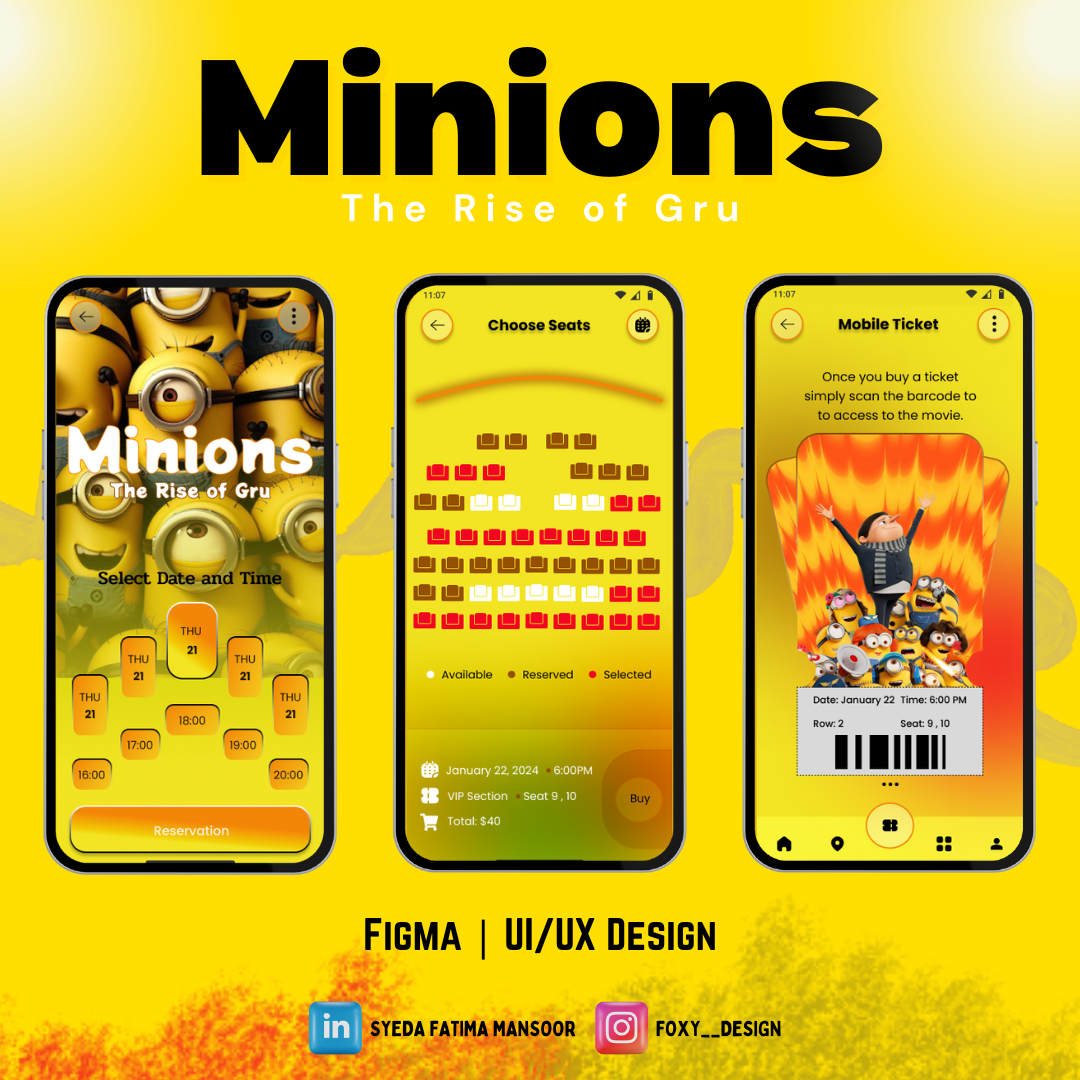 Minions
The Rise of Gru
Minions
The Rise of Gru
Select Date and Time
THU
21
THU
21
THU
21
THU
21
THU
21
18:00
17:00
19:00
16:00
20:00
Reservation
11:07
Choose Seats
Available
Reserved
Selected
January 22, 2024 • 6:00PM
VIP Section • Seat 9 , 10
Total: $40
Buy
11:07
Mobile Ticket
Once you buy a ticket
simply scan the barcode to
to access to the movie.
Date: January 22 Time: 6:00 PM
Row: 2 Seat: 9 , 10
Figma | UI/UX Design
in SYEDA FATIMA MANSOOR
FOXY__DESIGN